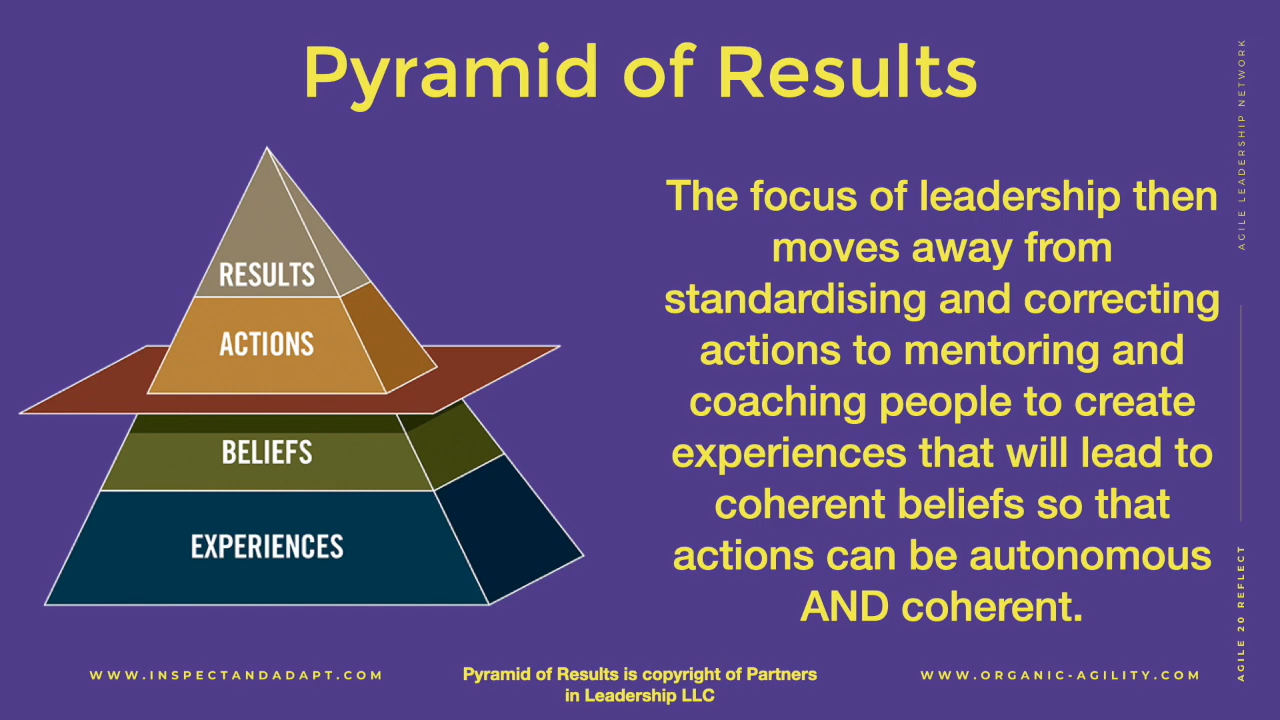 Pyramid of Results
RESULTS
ACTIONS
BELIEFS
EXPERIENCES
The focus of leadership then
moves away from
standardising and correcting
actions to mentoring and
coaching people to create
experiences that will lead to
coherent beliefs so that
actions can be autonomous
AND coherent.
WWW.INSPECTANDADAPT.COM
Pyramid of Results is copyright of Partners
in Leadership LLC
WWW.ORGANIC-AGILITY.COM
AGILE LEADERSHIP NETWORK
AGILE 20 REFLECT